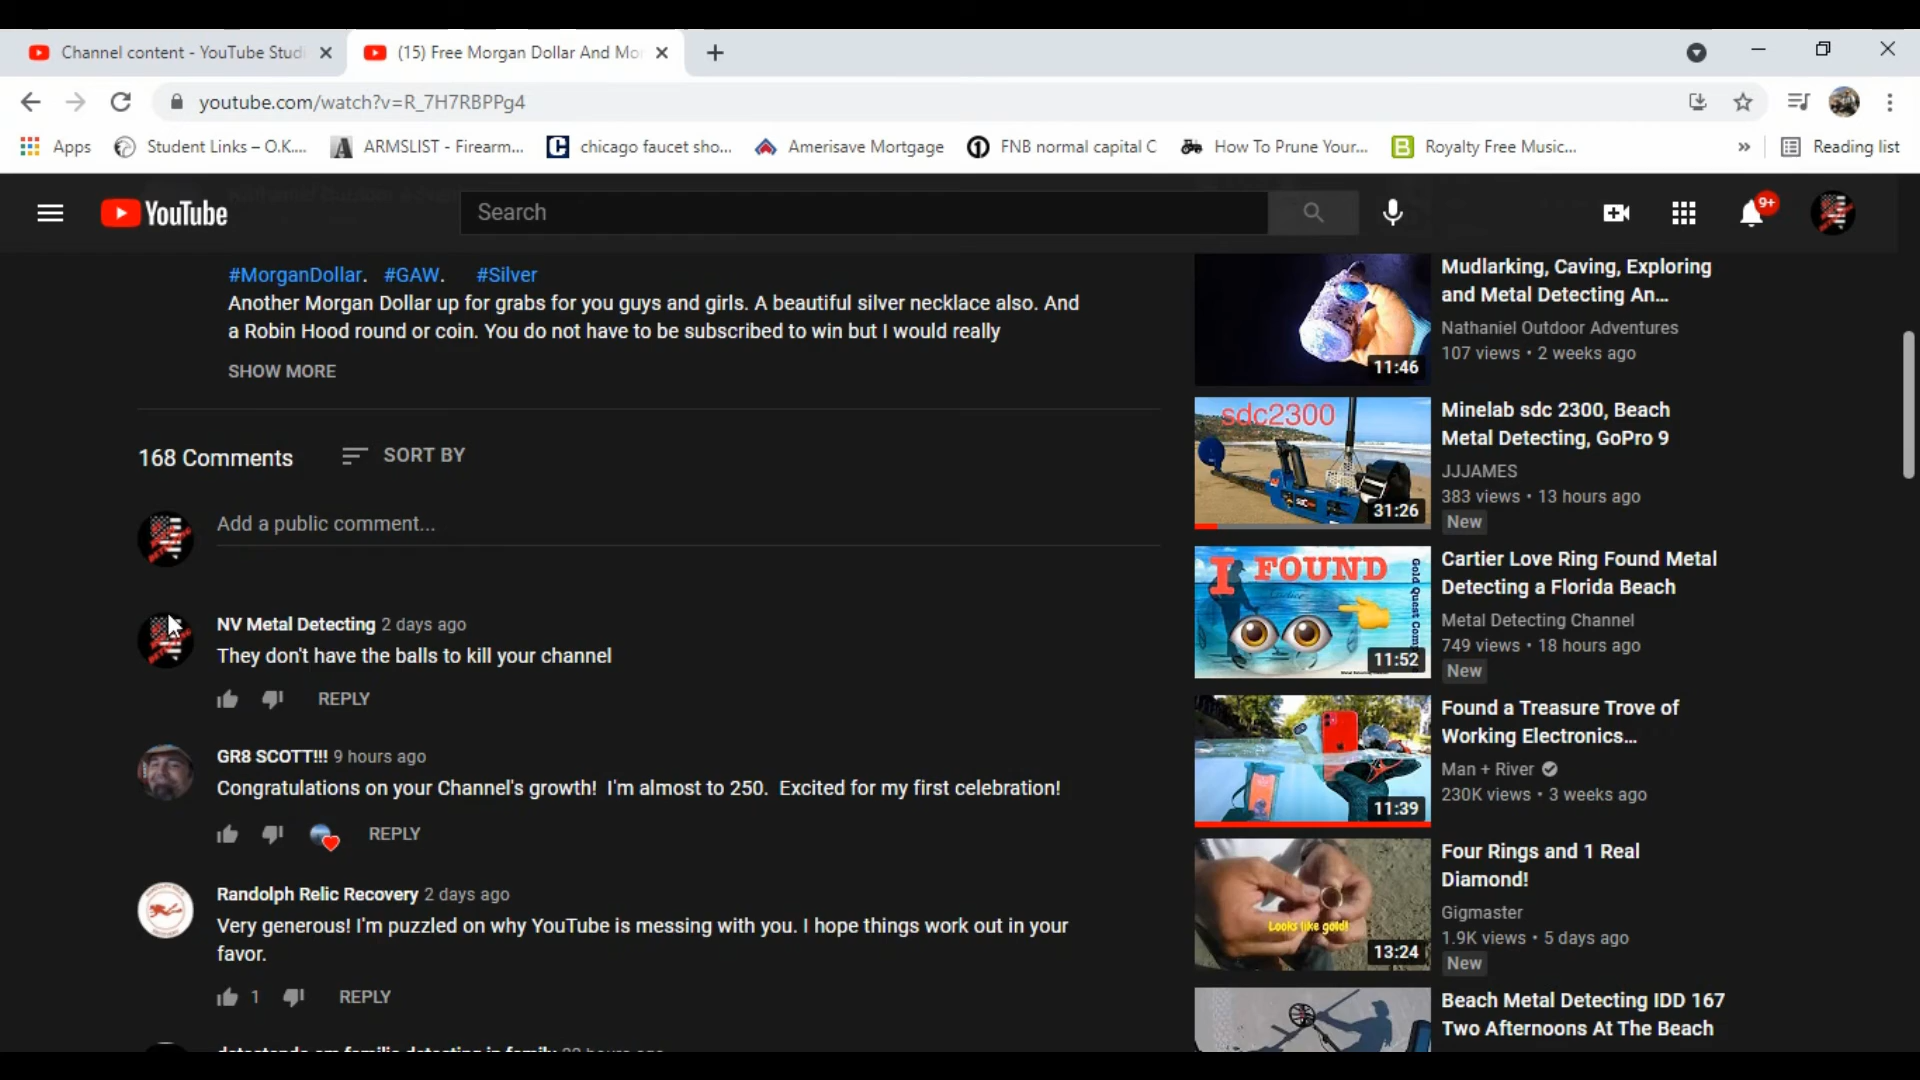 Channel content - YouTube Studi
(15) Free Morgan Dollar And Mor
youtube.com/watch?v=R_7H7RBPPg4
Apps
Student Links – O.K....
ARMSLIST - Firearm...
chicago faucet sho...
Amerisave Mortgage
FNB normal capital C
How To Prune Your...
Royalty Free Music...
»
Reading list
YouTube
Search
9+
#MorganDollar. #GAW. #Silver
Another Morgan Dollar up for grabs for you guys and girls. A beautiful silver necklace also. And
a Robin Hood round or coin. You do not have to be subscribed to win but I would really
SHOW MORE
168 Comments
SORT BY
Add a public comment...
NV Metal Detecting 2 days ago
They don't have the balls to kill your channel
REPLY
GR8 SCOTT!!! 9 hours ago
Congratulations on your Channel's growth! I'm almost to 250. Excited for my first celebration!
REPLY
Randolph Relic Recovery 2 days ago
Very generous! I'm puzzled on why YouTube is messing with you. I hope things work out in your
favor.
1
REPLY
11:46
Mudlarking, Caving, Exploring
and Metal Detecting An...
Nathaniel Outdoor Adventures
107 views • 2 weeks ago
sdc2300
31:26
Minelab sdc 2300, Beach
Metal Detecting, GoPro 9
JJJAMES
383 views • 13 hours ago
New
I FOUND
Gold Quest Com
11:52
Cartier Love Ring Found Metal
Detecting a Florida Beach
Metal Detecting Channel
749 views • 18 hours ago
New
11:39
Found a Treasure Trove of
Working Electronics...
Man + River
230K views • 3 weeks ago
Looks like gold!
13:24
Four Rings and 1 Real
Diamond!
Gigmaster
1.9K views • 5 days ago
New
Beach Metal Detecting IDD 167
Two Afternoons At The Beach